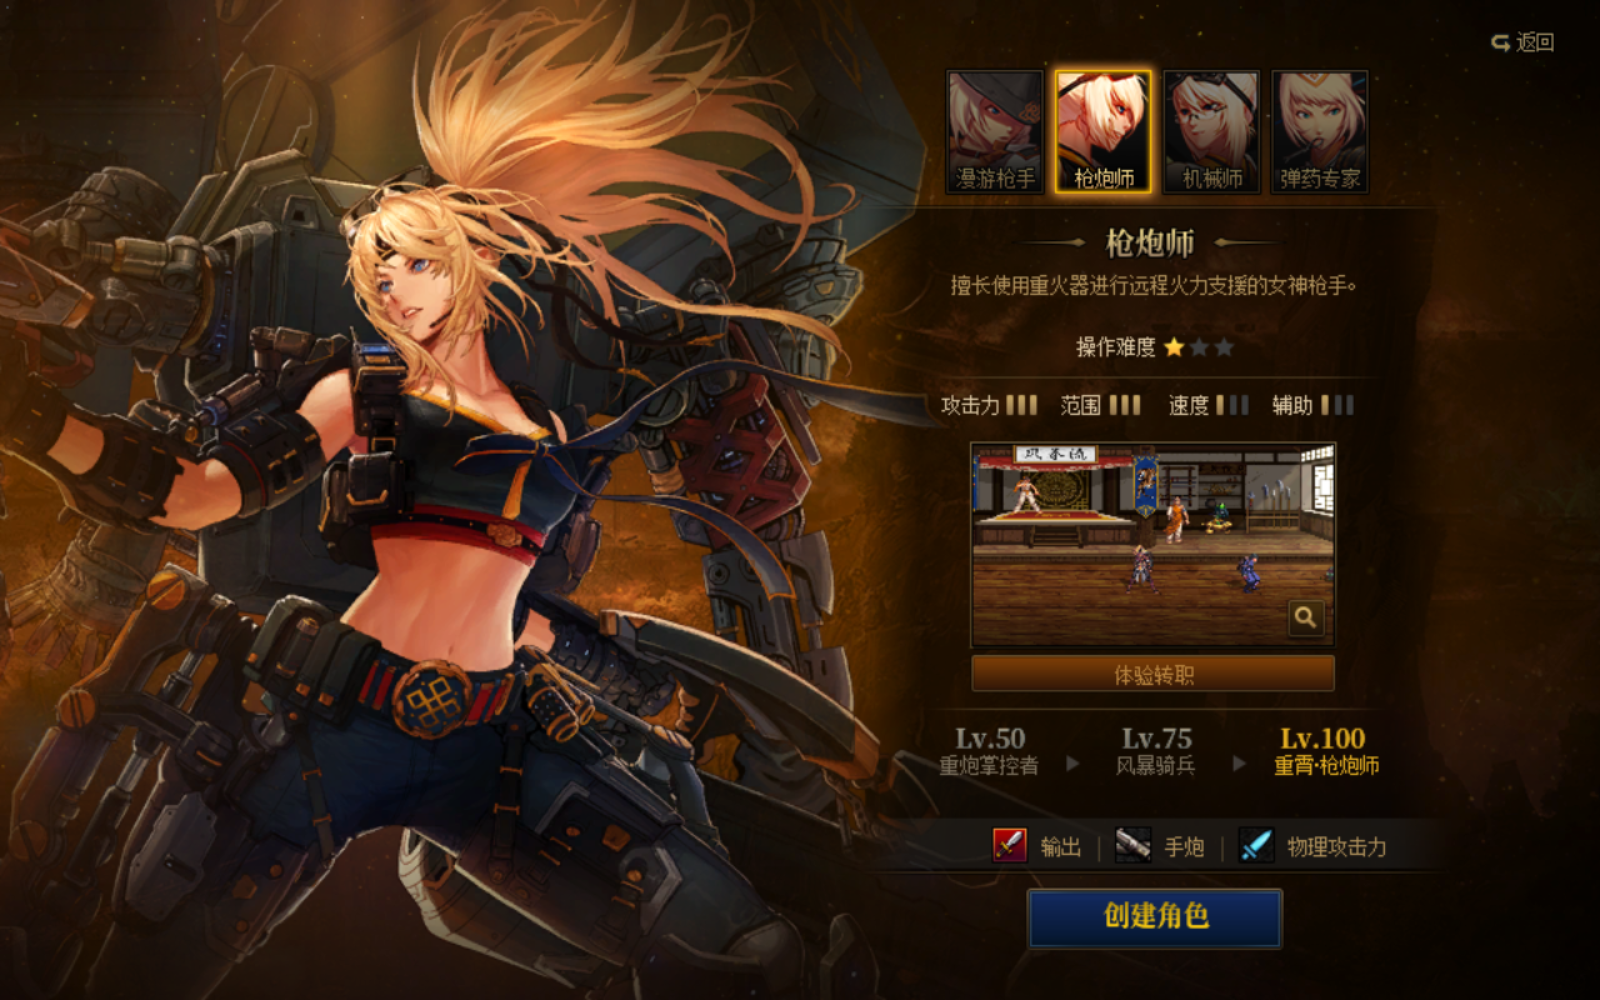 返回
漫游枪手 枪炮师 机械师 弹药专家
枪炮师
擅长使用重火器进行远程火力支援的女神枪手。
操作难度
攻击力 范围 速度 辅助
体验转职
Lv.50 Lv.75 Lv.100
重炮掌控者 风暴骑兵 重霄·枪炮师
输出 手炮 物理攻击力
创建角色